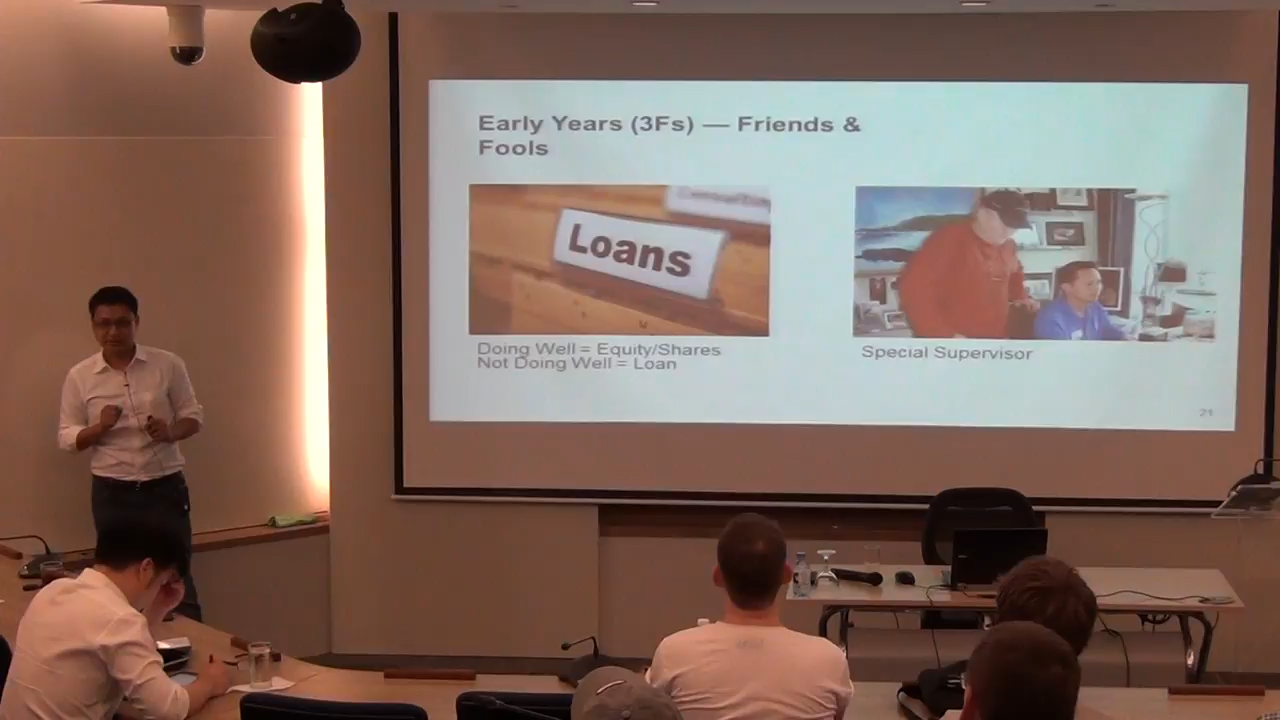 Early Years (3Fs) — Friends &
Fools
Loans
Doing Well = Equity/Shares
Not Doing Well = Loan
Special Supervisor
21